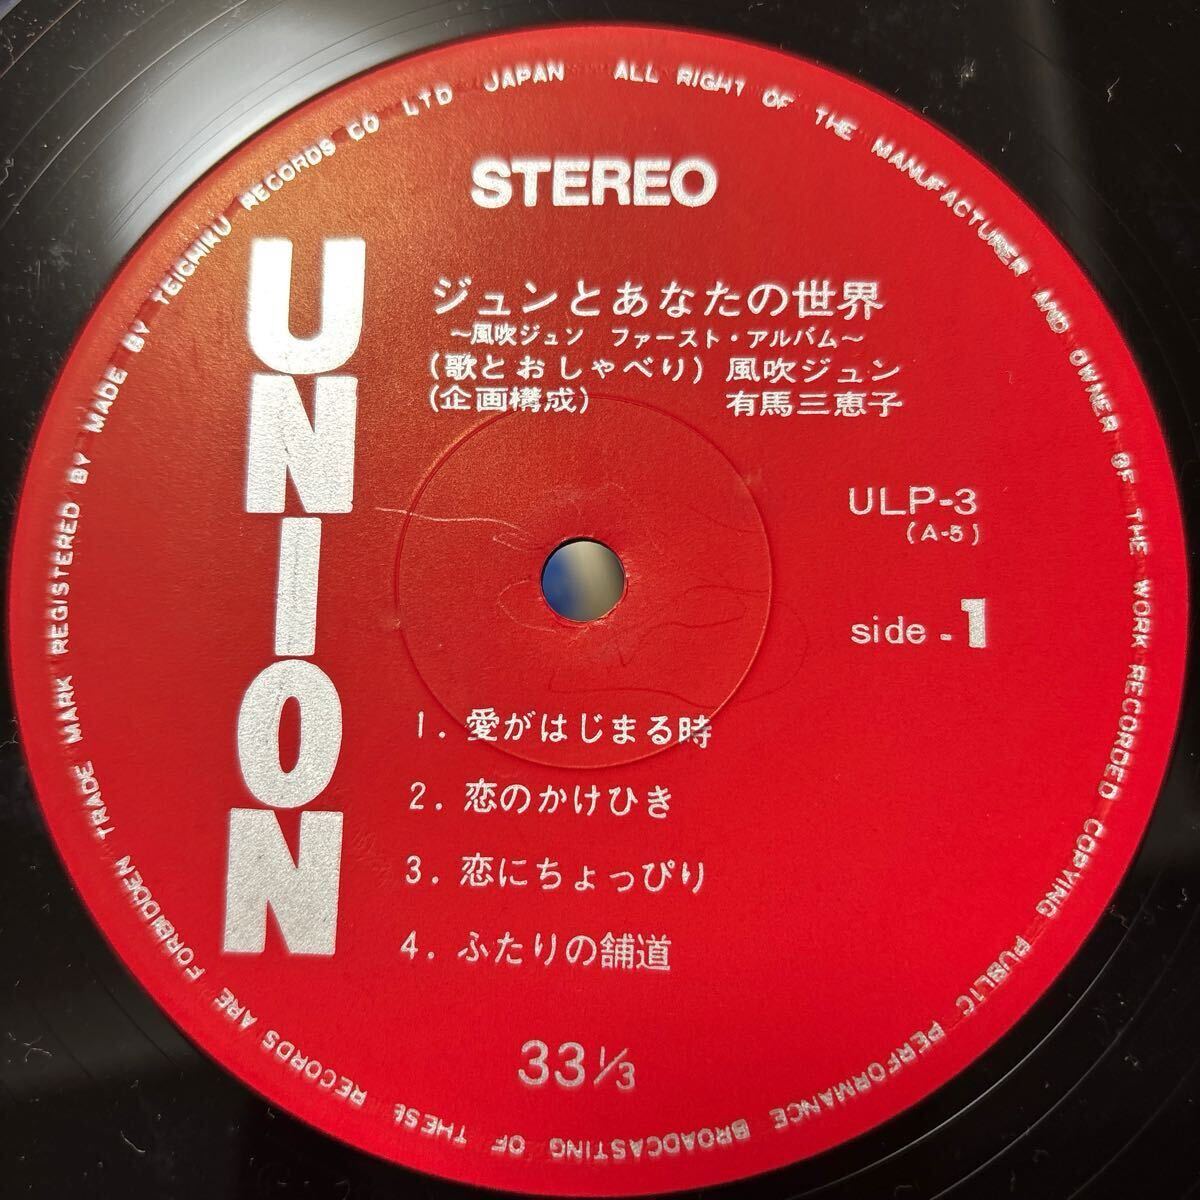 STEREO
UNION
ジュンとあなたの世界
～風吹ジュン ファースト・アルバム～
(歌とおしゃべり) 風吹ジュン
(企画構成) 有馬三恵子
ULP-3
(A-5)
side - 1
1. 愛がはじまる時
2. 恋のかけひき
3. 恋にちょっぴり
4. ふたりの舗道
33 1/3
TRADE MARK REGISTERED BY MADE BY TEICHIKU RECORDS CO LTD JAPAN ALL RIGHT OF THE MANUFACTURER AND OWNER OF THE WORK RECORDED COPYING PUBLIC PERFORMANCE BROADCASTING OF THESE RECORDS ARE FORBIDDEN